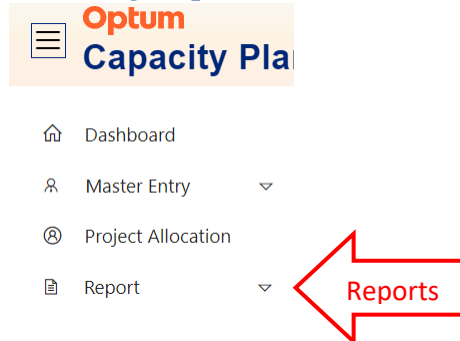 Optum
Capacity Pla
Dashboard
Master Entry
Project Allocation
Report
Reports